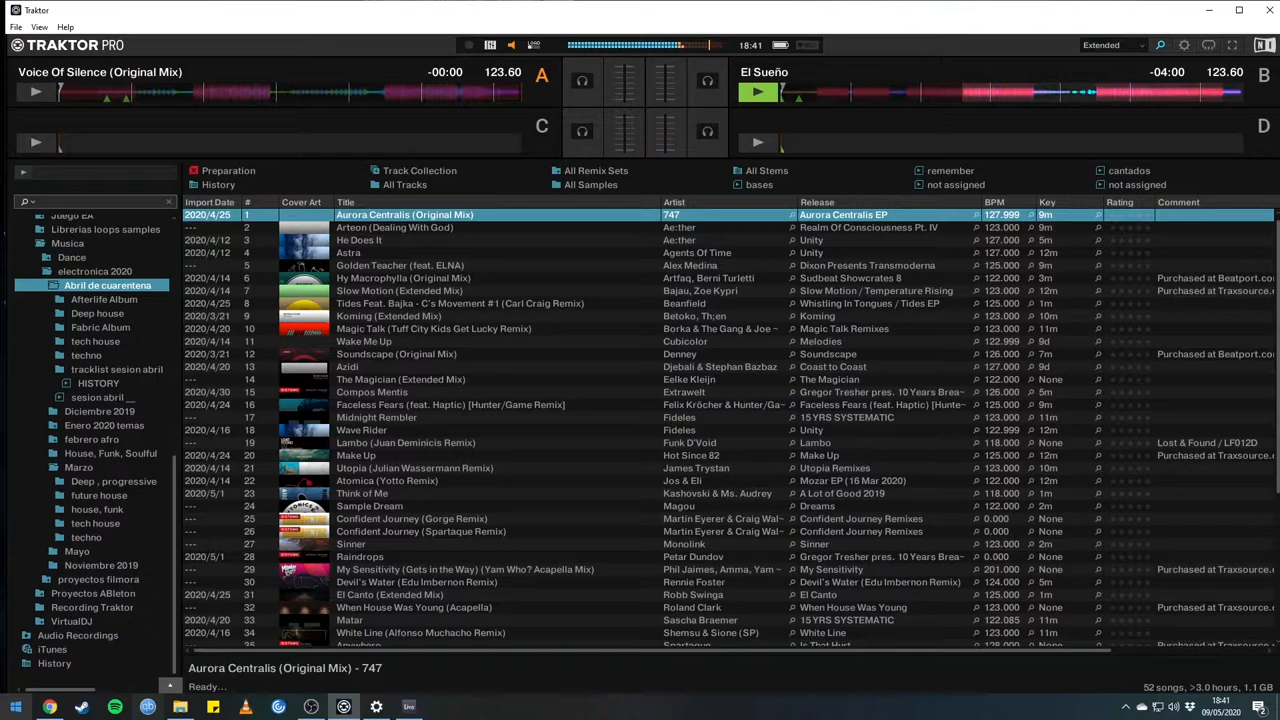 Traktor
File View Help
TRAKTOR PRO
LOAD
18:41
Extended
Voice Of Silence (Original Mix) -00:00 123.60 A
El Sueño -04:00 123.60 B
C
D
Preparation Track Collection All Remix Sets All Stems remember cantados
History All Tracks All Samples bases not assigned not assigned
Juego EA
Librerias loops samples
Musica
Dance
electronica 2020
Abril de cuarentena
Afterlife Album
Deep house
Fabric Album
tech house
techno
tracklist sesion abril
HISTORY
sesion abril __
Diciembre 2019
Enero 2020 temas
febrero afro
House, Funk, Soulful
Marzo
Deep , progressive
future house
house, funk
tech house
techno
Mayo
Noviembre 2019
proyectos filmora
Proyectos ABleton
Recording Traktor
VirtualDJ
Audio Recordings
iTunes
History
Import Date # Cover Art Title Artist Release BPM Key Rating Comment
2020/4/25 1 Aurora Centralis (Original Mix) 747 Aurora Centralis EP 127.999 9m
--- 2 Arteon (Dealing With God) Ae:ther Realm Of Consciousness Pt. IV 123.000 9m
2020/4/12 3 He Does It Ae:ther Unity 127.000 5m
2020/4/12 4 Astra Agents Of Time Unity 127.000 2m
--- 5 Golden Teacher (feat. ELNA) Alex Medina Dixon Presents Transmoderna 123.000 6m
2020/4/14 6 Hy Macrophylla (Original Mix) Artfaq, Berni Turletti Sudbeat Showcrates 8 122.000 3m Purchased at Beatport.com
2020/4/14 7 Slow Motion (Extended Mix) Bajau, Zoe Kypri Slow Motion / Temperature Rising 123.000 9m
2020/4/25 8 Tides Feat. Bajka - C's Movement #1 (Carl Craig Remix) Beanfield Whistling In Tongues / Tides EP 125.000 1m
2020/3/21 9 Koming (Extended Mix) Betoko, Th;en Koming 123.000 10m
2020/4/20 10 Magic Talk (Tuff City Kids Get Lucky Remix) Borka & The Gang & Joe ~ Magic Talk Remixes 123.000 11m
--- 11 Wake Me Up Cubicolor Melodies 122.000 9d
2020/3/21 12 Soundscape (Original Mix) Denney Soundscape 126.000 7m Purchased at Beatport.co
--- 13 Azidi Djebali & Stephan Bazbaz Coast to Coast 127.000 9d
--- 14 The Magician (Extended Mix) Eelke Kleijn The Magician 122.000 None
2020/4/30 15 Compos Mentis Extrawelt Gregor Tresher pres. 10 Years Brea~ 122.000 None
2020/4/24 16 Faceless Fears (feat. Haptic) [Hunter/Game Remix] Felix Kröcher & Hunter/Ga~ Faceless Fears (feat. Haptic) [Hunte~ 125.000 9m
--- 17 Midnight Rembler Fideles 15 YRS SYSTEMATIC 123.000 11m
2020/4/16 18 Wave Rider Fideles Unity 122.999 2m
--- 19 Lambo (Juan Deminicis Remix) Funk D'Void Lambo 118.000 None Lost & Found / LF012D
2020/4/24 20 Make Up Hot Since 82 Make Up 125.000 None Purchased at Traxsource.
2020/4/14 21 Utopia (Julian Wassermann Remix) James Trystan Utopia Remixes 123.000 10m
2020/4/14 22 Atomica (Yotto Remix) Jos & Eli Mozar EP (16 Mar 2020) 122.000 2m
2020/5/1 23 Think of Me Kashovski & Ms. Audrey A Lot of Good 2019 118.000 1m
--- 24 Sample Dream Magou Dreams 122.000 2m
--- 25 Confident Journey (Gorge Remix) Martin Eyerer & Craig Wal~ Confident Journey Remixes 0.000 None
--- 26 Confident Journey (Spartaque Remix) Martin Eyerer & Craig Wal~ Confident Journey Remixes 0.000 None
--- 27 Sinner Monolink Sinner 123.000 2m
2020/5/1 28 Raindrops Petar Dundov Gregor Tresher pres. 10 Years Brea~ 0.000 None
--- 29 My Sensitivity (Gets in the Way) (Yam Who? Acapella Mix) Phil Jaimes, Amma, Yam ~ My Sensitivity 201.000 None
--- 30 Devil's Water (Edu Imbernon Remix) Rennie Foster Devil's Water (Edu Imbernon Remix) 124.000 5m
2020/4/25 31 El Canto (Extended Mix) Robb Swinga El Canto 123.000 None
--- 32 When House Was Young (Acapella) Roland Clark When House Was Young 123.000 None Purchased at Traxsource.
2020/4/20 33 Matar Sascha Braemer 15 YRS SYSTEMATIC 122.085 11m
2020/4/16 34 White Line (Alfonso Muchacho Remix) Shemsu & Sione (SP) White Line 122.000 11m Purchased at Traxsource.
Aurora Centralis (Original Mix) - 747
Ready...
52 songs, >3.0 hours, 1.1 GB
Live
18:41
09/05/2020
2